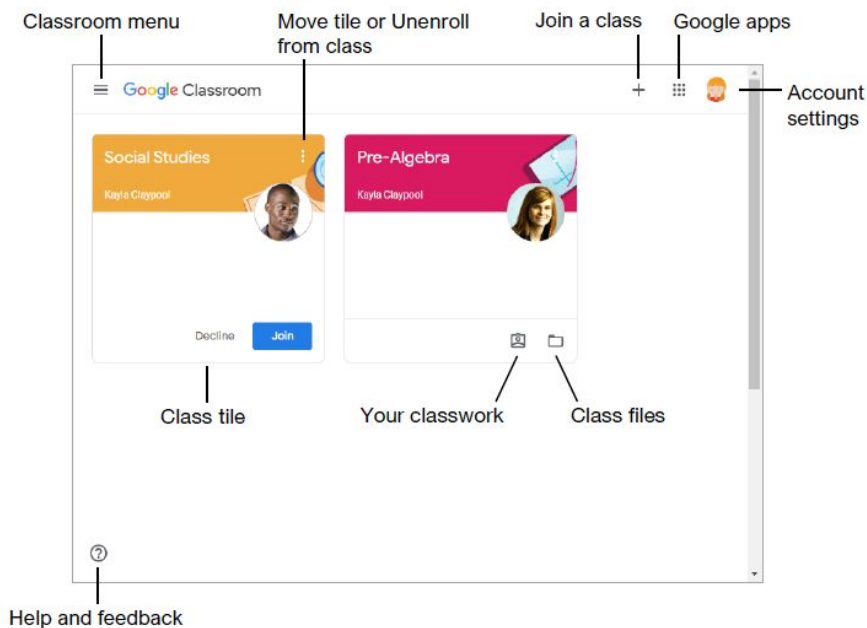 Classroom menu
Move tile or Unenroll
from class
Join a class
Google apps
Google Classroom
Account
settings
Social Studies
Kayla Claypool
Pre-Algebra
Kayla Claypool
Decline
Join
Class tile
Your classwork
Class files
Help and feedback